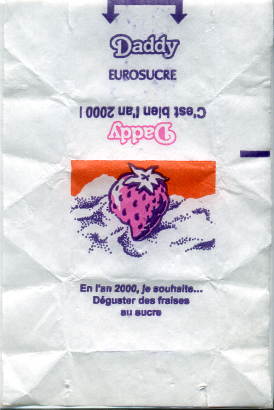 Daddy
EUROSUCRE
C'est bien l'an 2000 !
Daddy
En l'an 2000, je souhaite...
Déguster des fraises
au sucre